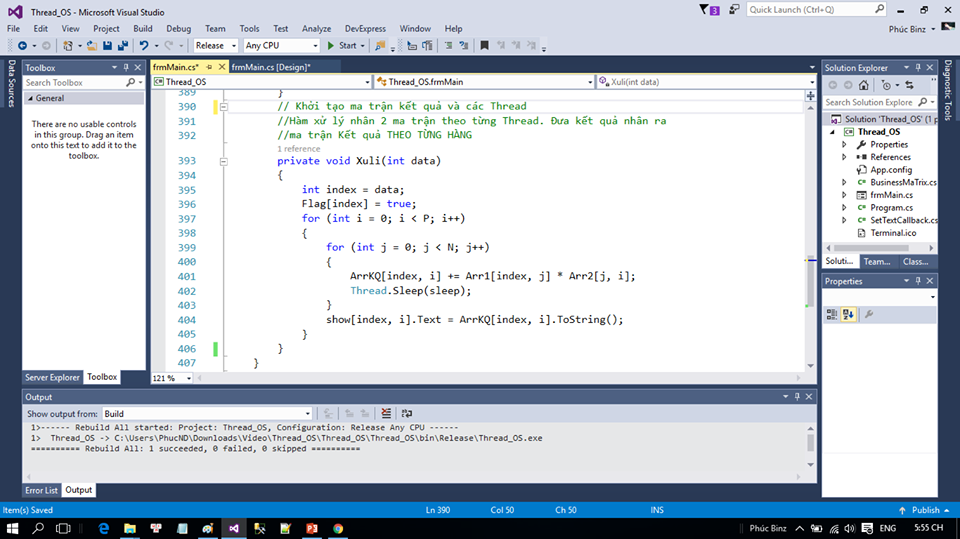 Thread_OS - Microsoft Visual Studio
3
Quick Launch (Ctrl+Q)
File Edit View Project Build Debug Team Tools Test Analyze DevExpress Window Help
Phúc Binz
Release Any CPU Start
Data Sources
Toolbox
Search Toolbox
General
There are no usable controls
in this group. Drag an item
onto this text to add it to the
toolbox.
Server Explorer Toolbox
frmMain.cs* frmMain.cs [Design]*
Thread_OS Thread_OS.frmMain Xuli(int data)
389 }
390 // Khởi tạo ma trận kết quả và các Thread
391 //Hàm xử lý nhân 2 ma trận theo từng Thread. Đưa kết quả nhân ra
392 //ma trận Kết quả THEO TỪNG HÀNG
1 reference
393 private void Xuli(int data)
394 {
395 int index = data;
396 Flag[index] = true;
397 for (int i = 0; i < P; i++)
398 {
399 for (int j = 0; j < N; j++)
400 {
401 ArrKQ[index, i] += Arr1[index, j] * Arr2[j, i];
402 Thread.Sleep(sleep);
403 }
404 show[index, i].Text = ArrKQ[index, i].ToString();
405 }
406 }
407 }
121 %
Solution Explorer
Search Solution Explorer
Solution 'Thread_OS' (1 p
Thread_OS
Properties
References
App.config
BusinessMaTrix.cs
frmMain.cs
Program.cs
SetTextCallback.c
Terminal.ico
Soluti... Team... Class...
Properties
Diagnostic Tools
Output
Show output from: Build
1>------ Rebuild All started: Project: Thread_OS, Configuration: Release Any CPU ------
1> Thread_OS -> C:\Users\PhucND\Downloads\Video\Thread_OS\Thread_OS\Thread_OS\bin\Release\Thread_OS.exe
========== Rebuild All: 1 succeeded, 0 failed, 0 skipped ==========
Error List Output
Item(s) Saved Ln 390 Col 50 Ch 50 INS Publish
Phúc Binz ENG 5:55 CH